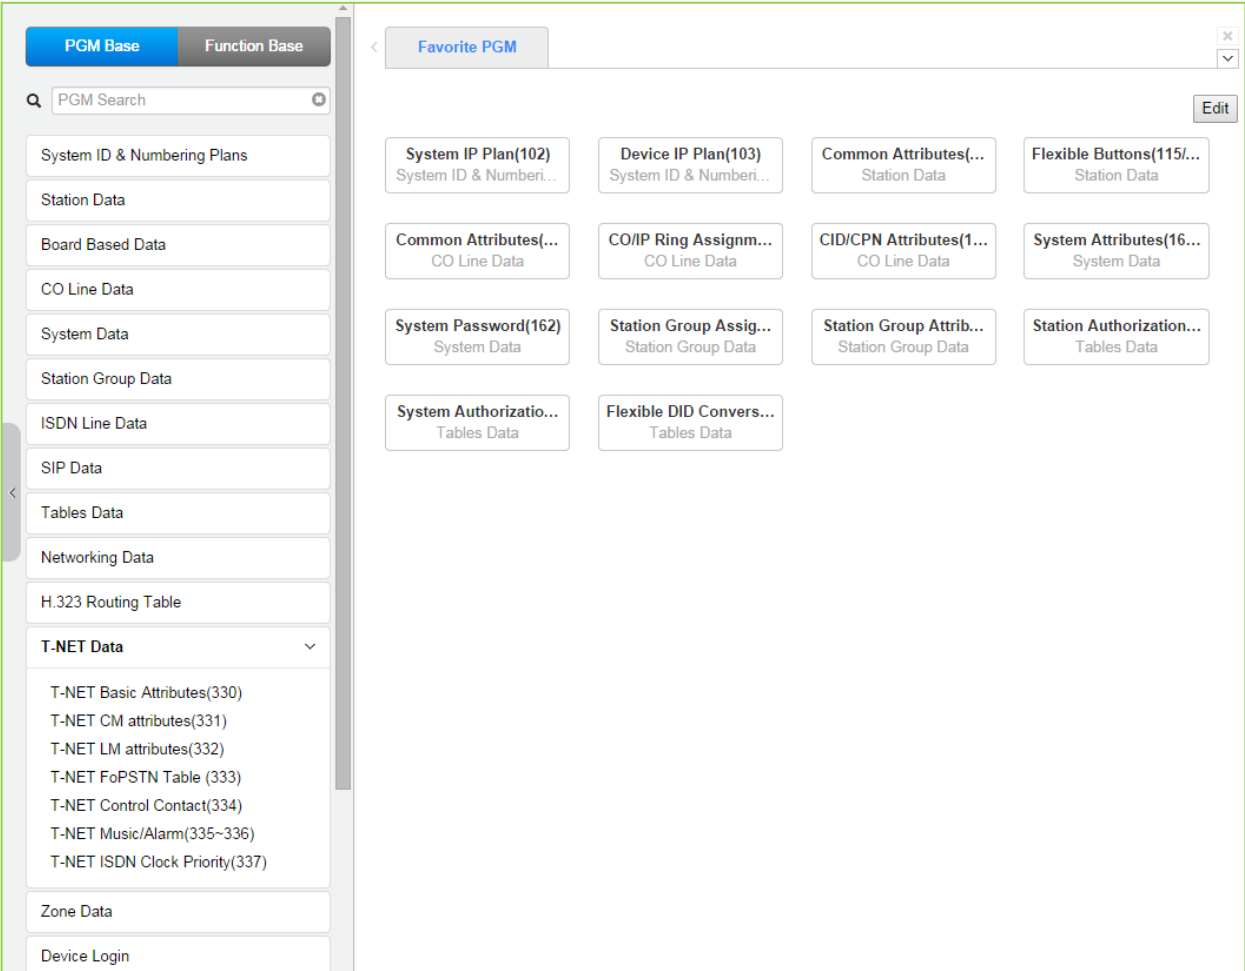 PGM Base
Function Base
PGM Search
System ID & Numbering Plans
Station Data
Board Based Data
CO Line Data
System Data
Station Group Data
ISDN Line Data
SIP Data
Tables Data
Networking Data
H.323 Routing Table
T-NET Data
T-NET Basic Attributes(330)
T-NET CM attributes(331)
T-NET LM attributes(332)
T-NET FoPSTN Table (333)
T-NET Control Contact(334)
T-NET Music/Alarm(335~336)
T-NET ISDN Clock Priority(337)
Zone Data
Device Login
Favorite PGM
Edit
System IP Plan(102)
System ID & Numberi...
Device IP Plan(103)
System ID & Numberi...
Common Attributes(...
Station Data
Flexible Buttons(115/...
Station Data
Common Attributes(...
CO Line Data
CO/IP Ring Assignm...
CO Line Data
CID/CPN Attributes(1...
CO Line Data
System Attributes(16...
System Data
System Password(162)
System Data
Station Group Assig...
Station Group Data
Station Group Attrib...
Station Group Data
Station Authorization...
Tables Data
System Authorizatio...
Tables Data
Flexible DID Convers...
Tables Data